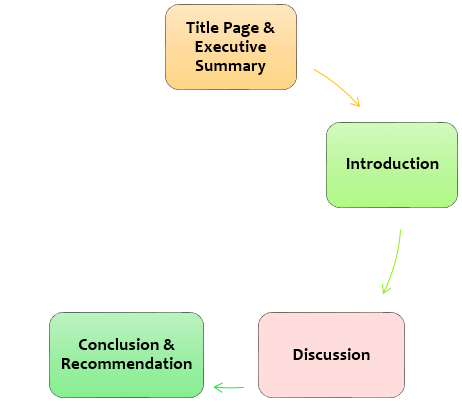 Title Page &
Executive
Summary
Introduction
Discussion
Conclusion &
Recommendation